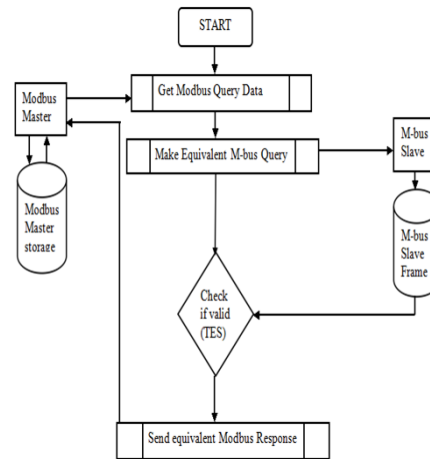 START
Get Modbus Query Data
Modbus
Master
Make Equivalent M-bus Query
M-bus
Slave
Modbus
Master
storage
M-bus
Slave
Frame
Check
if valid
(TES)
Send equivalent Modbus Response